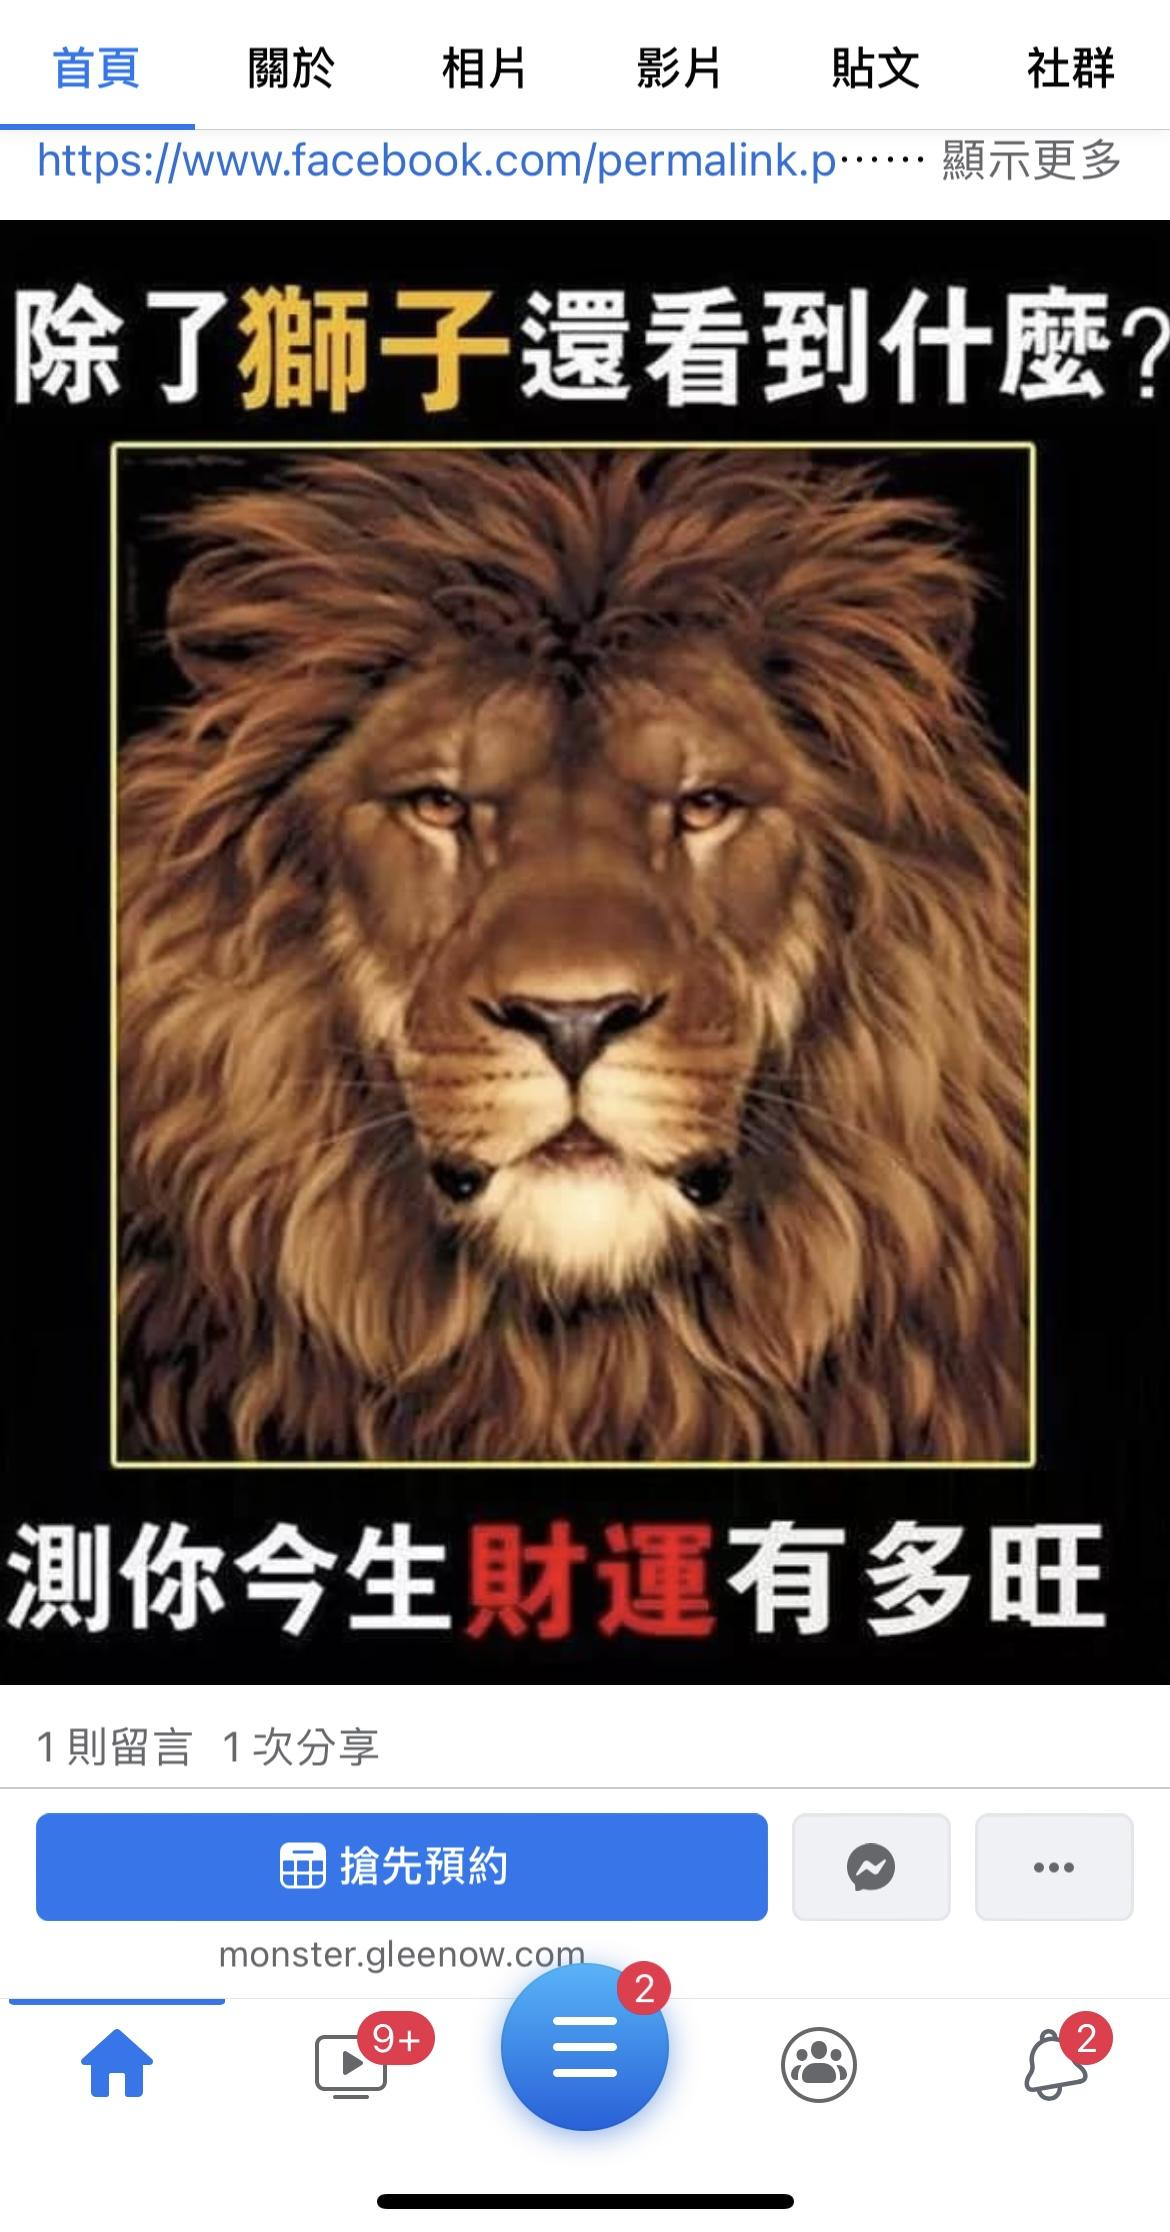 首頁 關於 相片 影片 貼文 社群
https://www.facebook.com/permalink.p⋯⋯ 顯示更多
除了獅子還看到什麼?
測你今生財運有多旺
1 則留言 1 次分享
搶先預約
monster.gleenow.com
2
9+
2